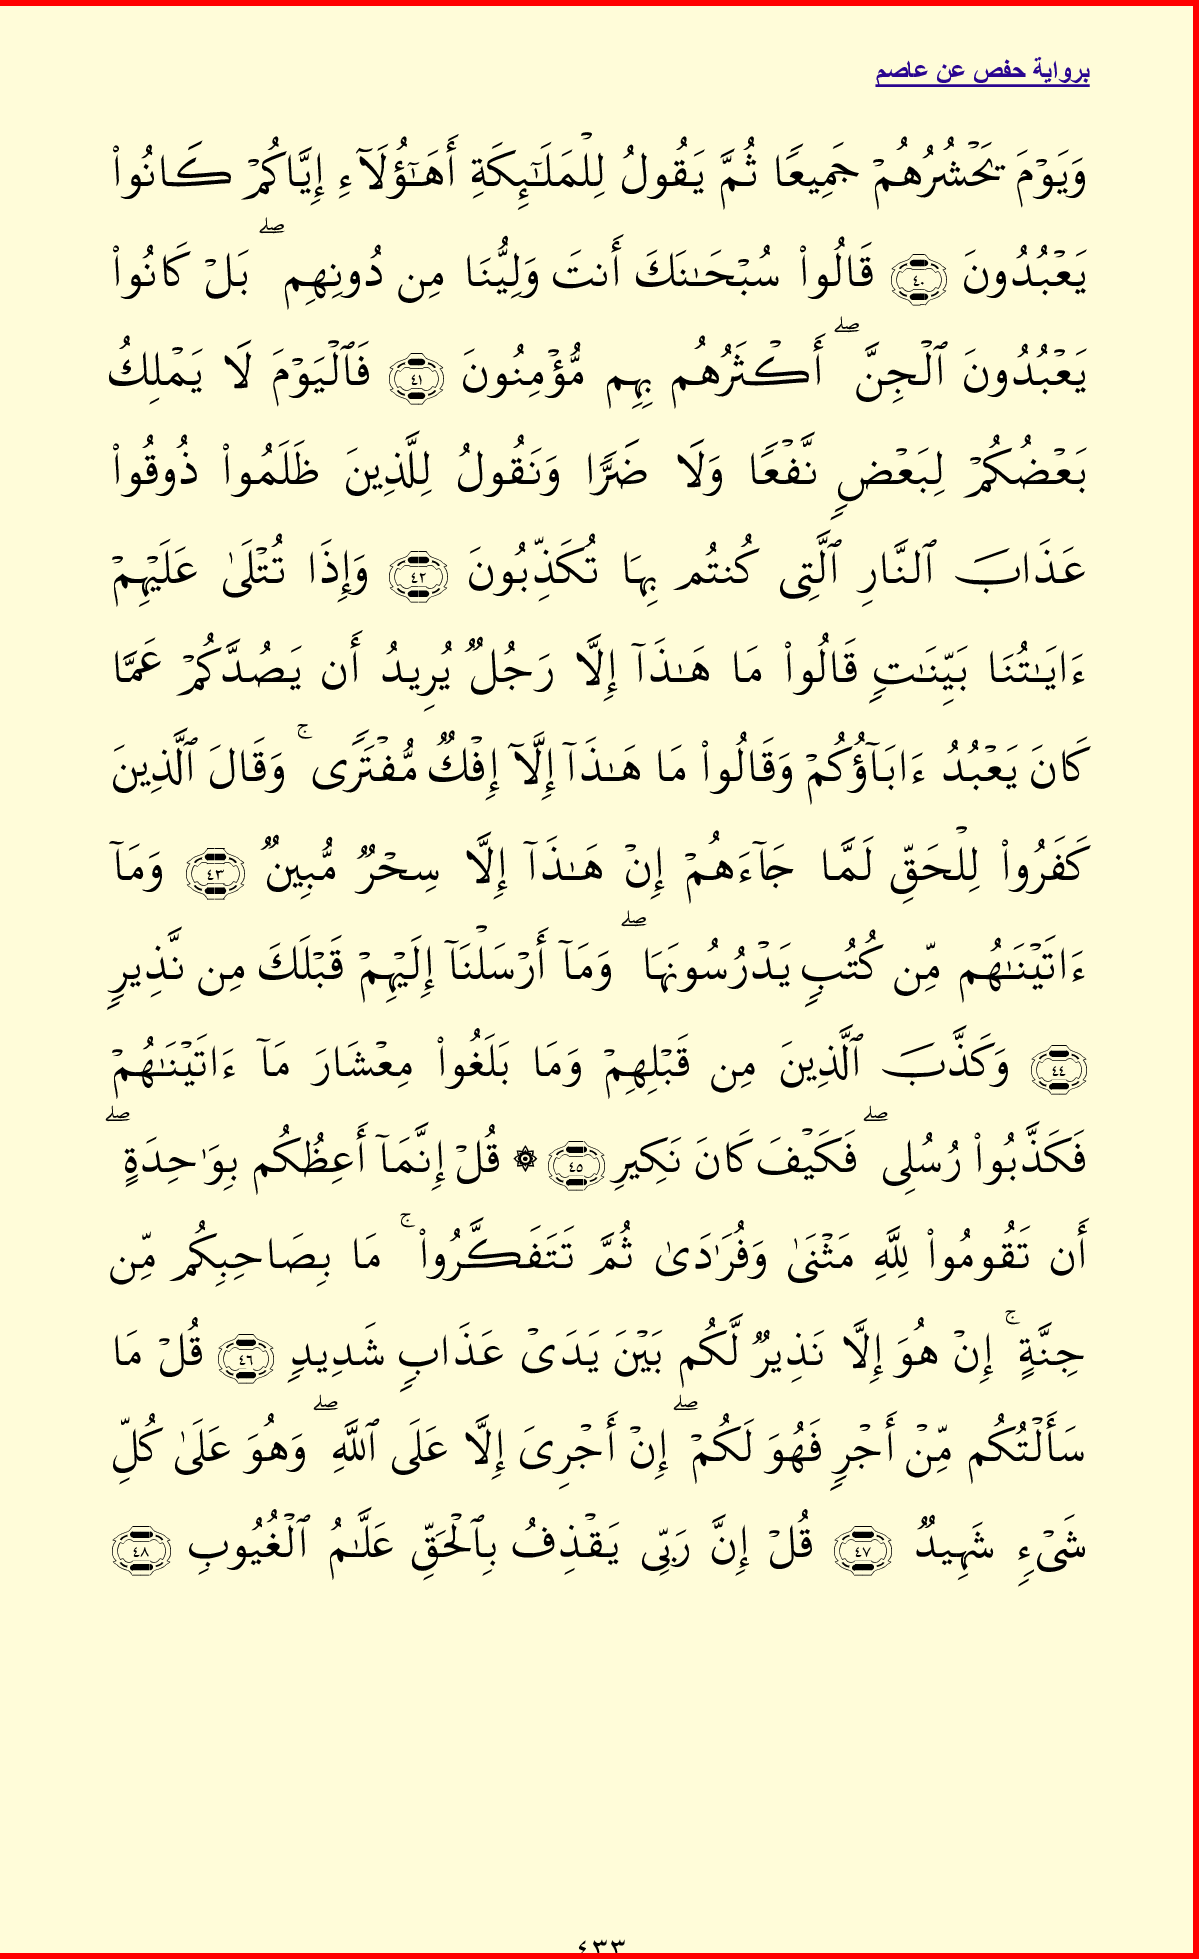 برواية حفص عن عاصم
وَيَوْمَ يَحْشُرُهُمْ جَمِيعًا ثُمَّ يَقُولُ لِلْمَلَـٰٓئِكَةِ أَهَـٰٓؤُلَآءِ إِيَّاكُمْ كَانُوا۟
يَعْبُدُونَ ٤٠ قَالُوا۟ سُبْحَـٰنَكَ أَنتَ وَلِيُّنَا مِن دُونِهِم ۖ بَلْ كَانُوا۟
يَعْبُدُونَ ٱلْجِنَّ ۖ أَكْثَرُهُم بِهِم مُّؤْمِنُونَ ٤١ فَٱلْيَوْمَ لَا يَمْلِكُ
بَعْضُكُمْ لِبَعْضٍ نَّفْعًا وَلَا ضَرًّا وَنَقُولُ لِلَّذِينَ ظَلَمُوا۟ ذُوقُوا۟
عَذَابَ ٱلنَّارِ ٱلَّتِى كُنتُم بِهَا تُكَذِّبُونَ ٤٢ وَإِذَا تُتْلَىٰ عَلَيْهِمْ
ءَايَـٰتُنَا بَيِّنَـٰتٍ قَالُوا۟ مَا هَـٰذَآ إِلَّا رَجُلٌ يُرِيدُ أَن يَصُدَّكُمْ عَمَّا
كَانَ يَعْبُدُ ءَابَآؤُكُمْ وَقَالُوا۟ مَا هَـٰذَآ إِلَّآ إِفْكٌ مُّفْتَرًى ۚ وَقَالَ ٱلَّذِينَ
كَفَرُوا۟ لِلْحَقِّ لَمَّا جَآءَهُمْ إِنْ هَـٰذَآ إِلَّا سِحْرٌ مُّبِينٌ ٤٣ وَمَآ
ءَاتَيْنَـٰهُم مِّن كُتُبٍ يَدْرُسُونَهَا ۖ وَمَآ أَرْسَلْنَآ إِلَيْهِمْ قَبْلَكَ مِن نَّذِيرٍ
٤٤ وَكَذَّبَ ٱلَّذِينَ مِن قَبْلِهِمْ وَمَا بَلَغُوا۟ مِعْشَارَ مَآ ءَاتَيْنَـٰهُمْ
فَكَذَّبُوا۟ رُسُلِى ۖ فَكَيْفَ كَانَ نَكِيرِ ٤٥ ۞ قُلْ إِنَّمَآ أَعِظُكُم بِوَٰحِدَةٍ ۖ
أَن تَقُومُوا۟ لِلَّهِ مَثْنَىٰ وَفُرَٰدَىٰ ثُمَّ تَتَفَكَّرُوا۟ ۚ مَا بِصَاحِبِكُم مِّن
جِنَّةٍ ۚ إِنْ هُوَ إِلَّا نَذِيرٌ لَّكُم بَيْنَ يَدَىْ عَذَابٍ شَدِيدٍ ٤٦ قُلْ مَا
سَأَلْتُكُم مِّنْ أَجْرٍ فَهُوَ لَكُمْ ۖ إِنْ أَجْرِىَ إِلَّا عَلَى ٱللَّهِ ۖ وَهُوَ عَلَىٰ كُلِّ
شَىْءٍ شَهِيدٌ ٤٧ قُلْ إِنَّ رَبِّى يَقْذِفُ بِٱلْحَقِّ عَلَّـٰمُ ٱلْغُيُوبِ ٤٨
٤٣٣